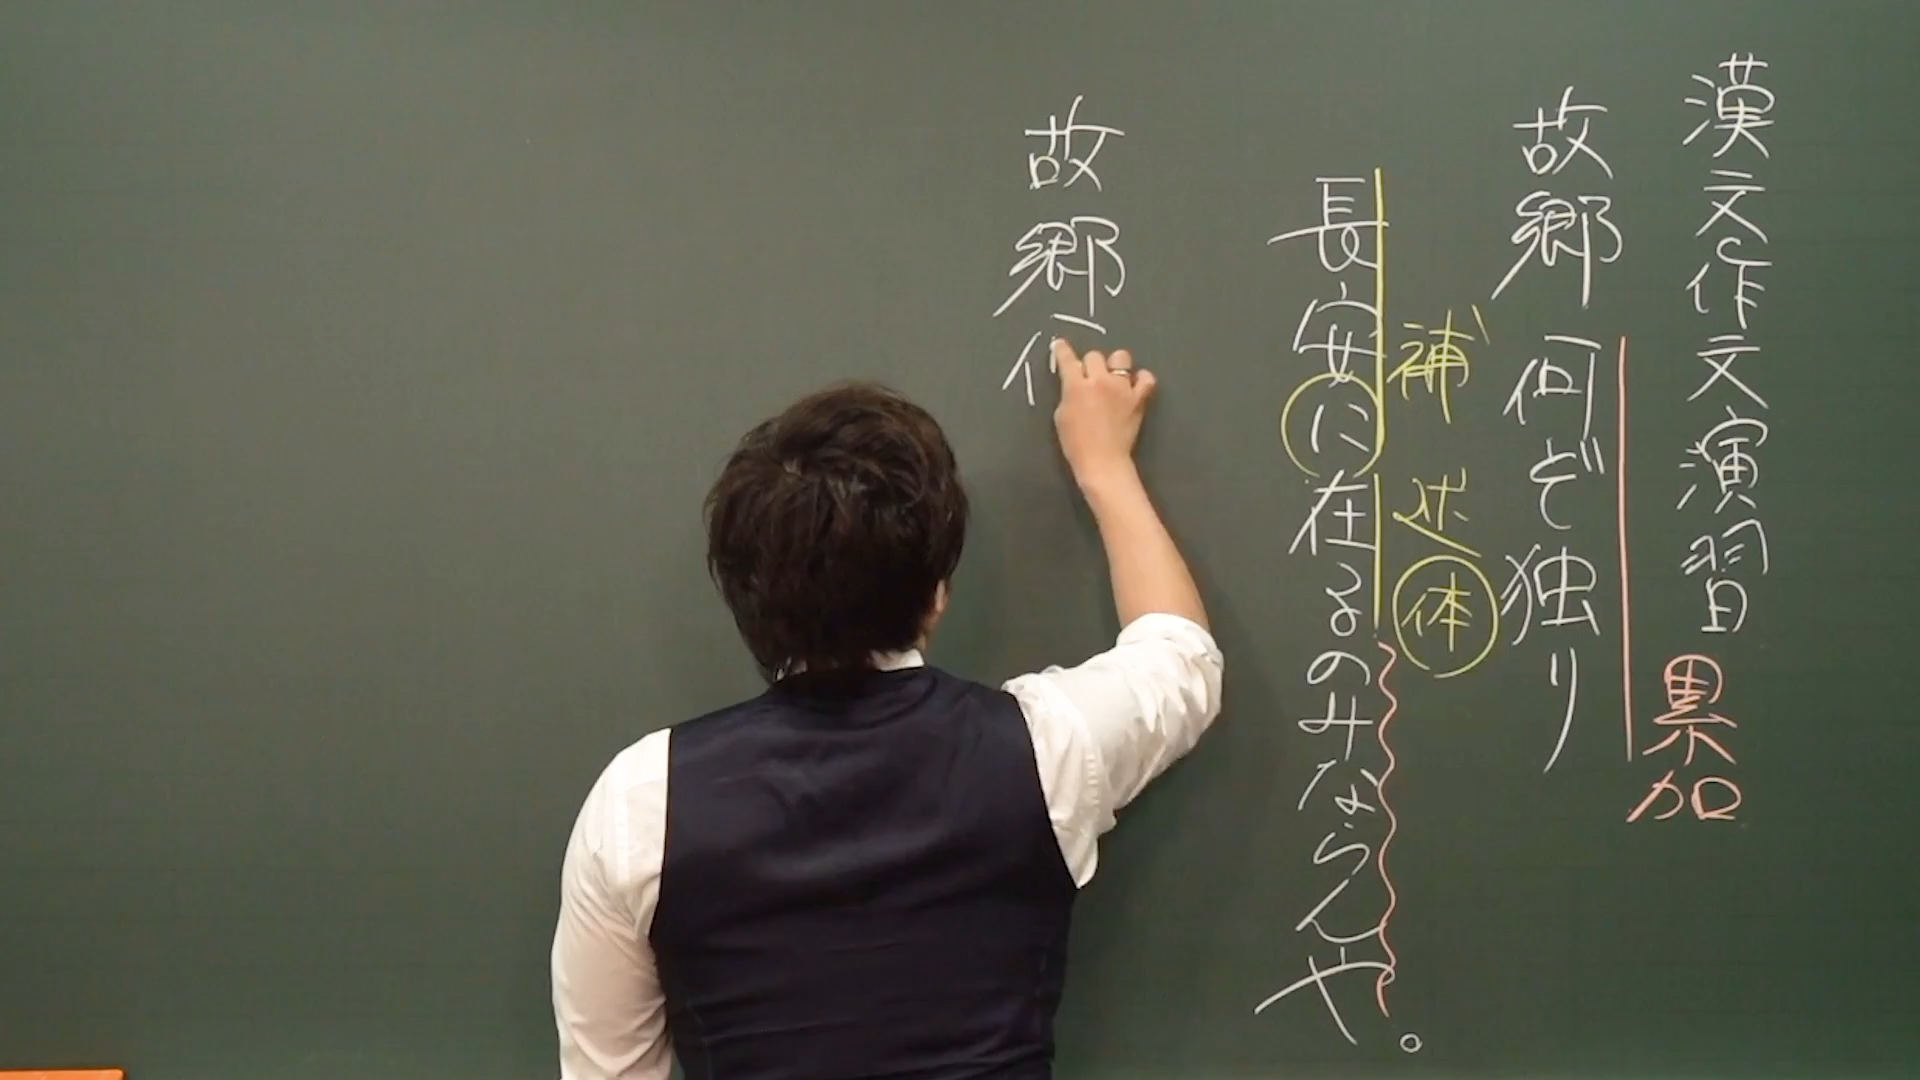 漢文作文演習 累加
故郷 何ぞ独り
補 述 体
長安に在るのみならんや。
故郷